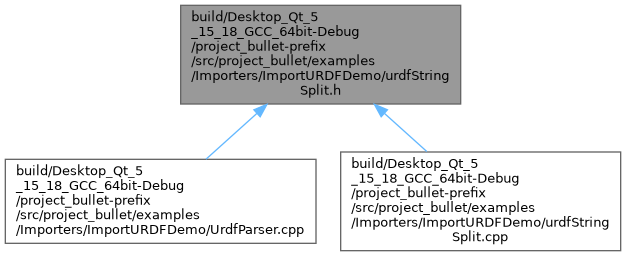 build/Desktop_Qt_5
_15_18_GCC_64bit-Debug
/project_bullet-prefix
/src/project_bullet/examples
/Importers/ImportURDFDemo/urdfString
Split.h
build/Desktop_Qt_5
_15_18_GCC_64bit-Debug
/project_bullet-prefix
/src/project_bullet/examples
/Importers/ImportURDFDemo/UrdfParser.cpp
build/Desktop_Qt_5
_15_18_GCC_64bit-Debug
/project_bullet-prefix
/src/project_bullet/examples
/Importers/ImportURDFDemo/urdfString
Split.cpp